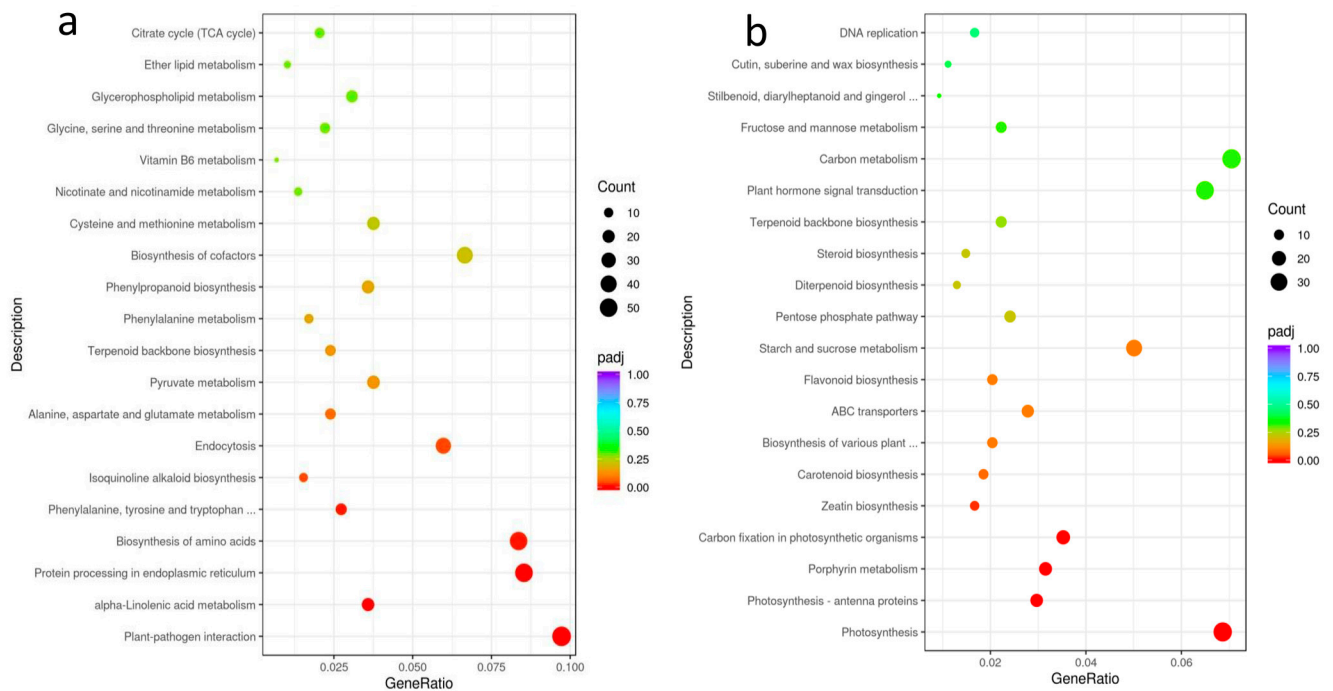 a
Citrate cycle (TCA cycle)
Ether lipid metabolism
Glycerophospholipid metabolism
Glycine, serine and threonine metabolism
Vitamin B6 metabolism
Nicotinate and nicotinamide metabolism
Cysteine and methionine metabolism
Biosynthesis of cofactors
Phenylpropanoid biosynthesis
Phenylalanine metabolism
Terpenoid backbone biosynthesis
Pyruvate metabolism
Alanine, aspartate and glutamate metabolism
Endocytosis
Isoquinoline alkaloid biosynthesis
Phenylalanine, tyrosine and tryptophan ...
Biosynthesis of amino acids
Protein processing in endoplasmic reticulum
alpha-Linolenic acid metabolism
Plant-pathogen interaction
Description
0.025 0.050 0.075 0.100
GeneRatio
Count
10
20
30
40
50
padj
1.00
0.75
0.50
0.25
0.00
b
DNA replication
Cutin, suberine and wax biosynthesis
Stilbenoid, diarylheptanoid and gingerol ...
Fructose and mannose metabolism
Carbon metabolism
Plant hormone signal transduction
Terpenoid backbone biosynthesis
Steroid biosynthesis
Diterpenoid biosynthesis
Pentose phosphate pathway
Starch and sucrose metabolism
Flavonoid biosynthesis
ABC transporters
Biosynthesis of various plant ...
Carotenoid biosynthesis
Zeatin biosynthesis
Carbon fixation in photosynthetic organisms
Porphyrin metabolism
Photosynthesis - antenna proteins
Photosynthesis
Description
0.02 0.04 0.06
GeneRatio
Count
10
20
30
padj
1.00
0.75
0.50
0.25
0.00